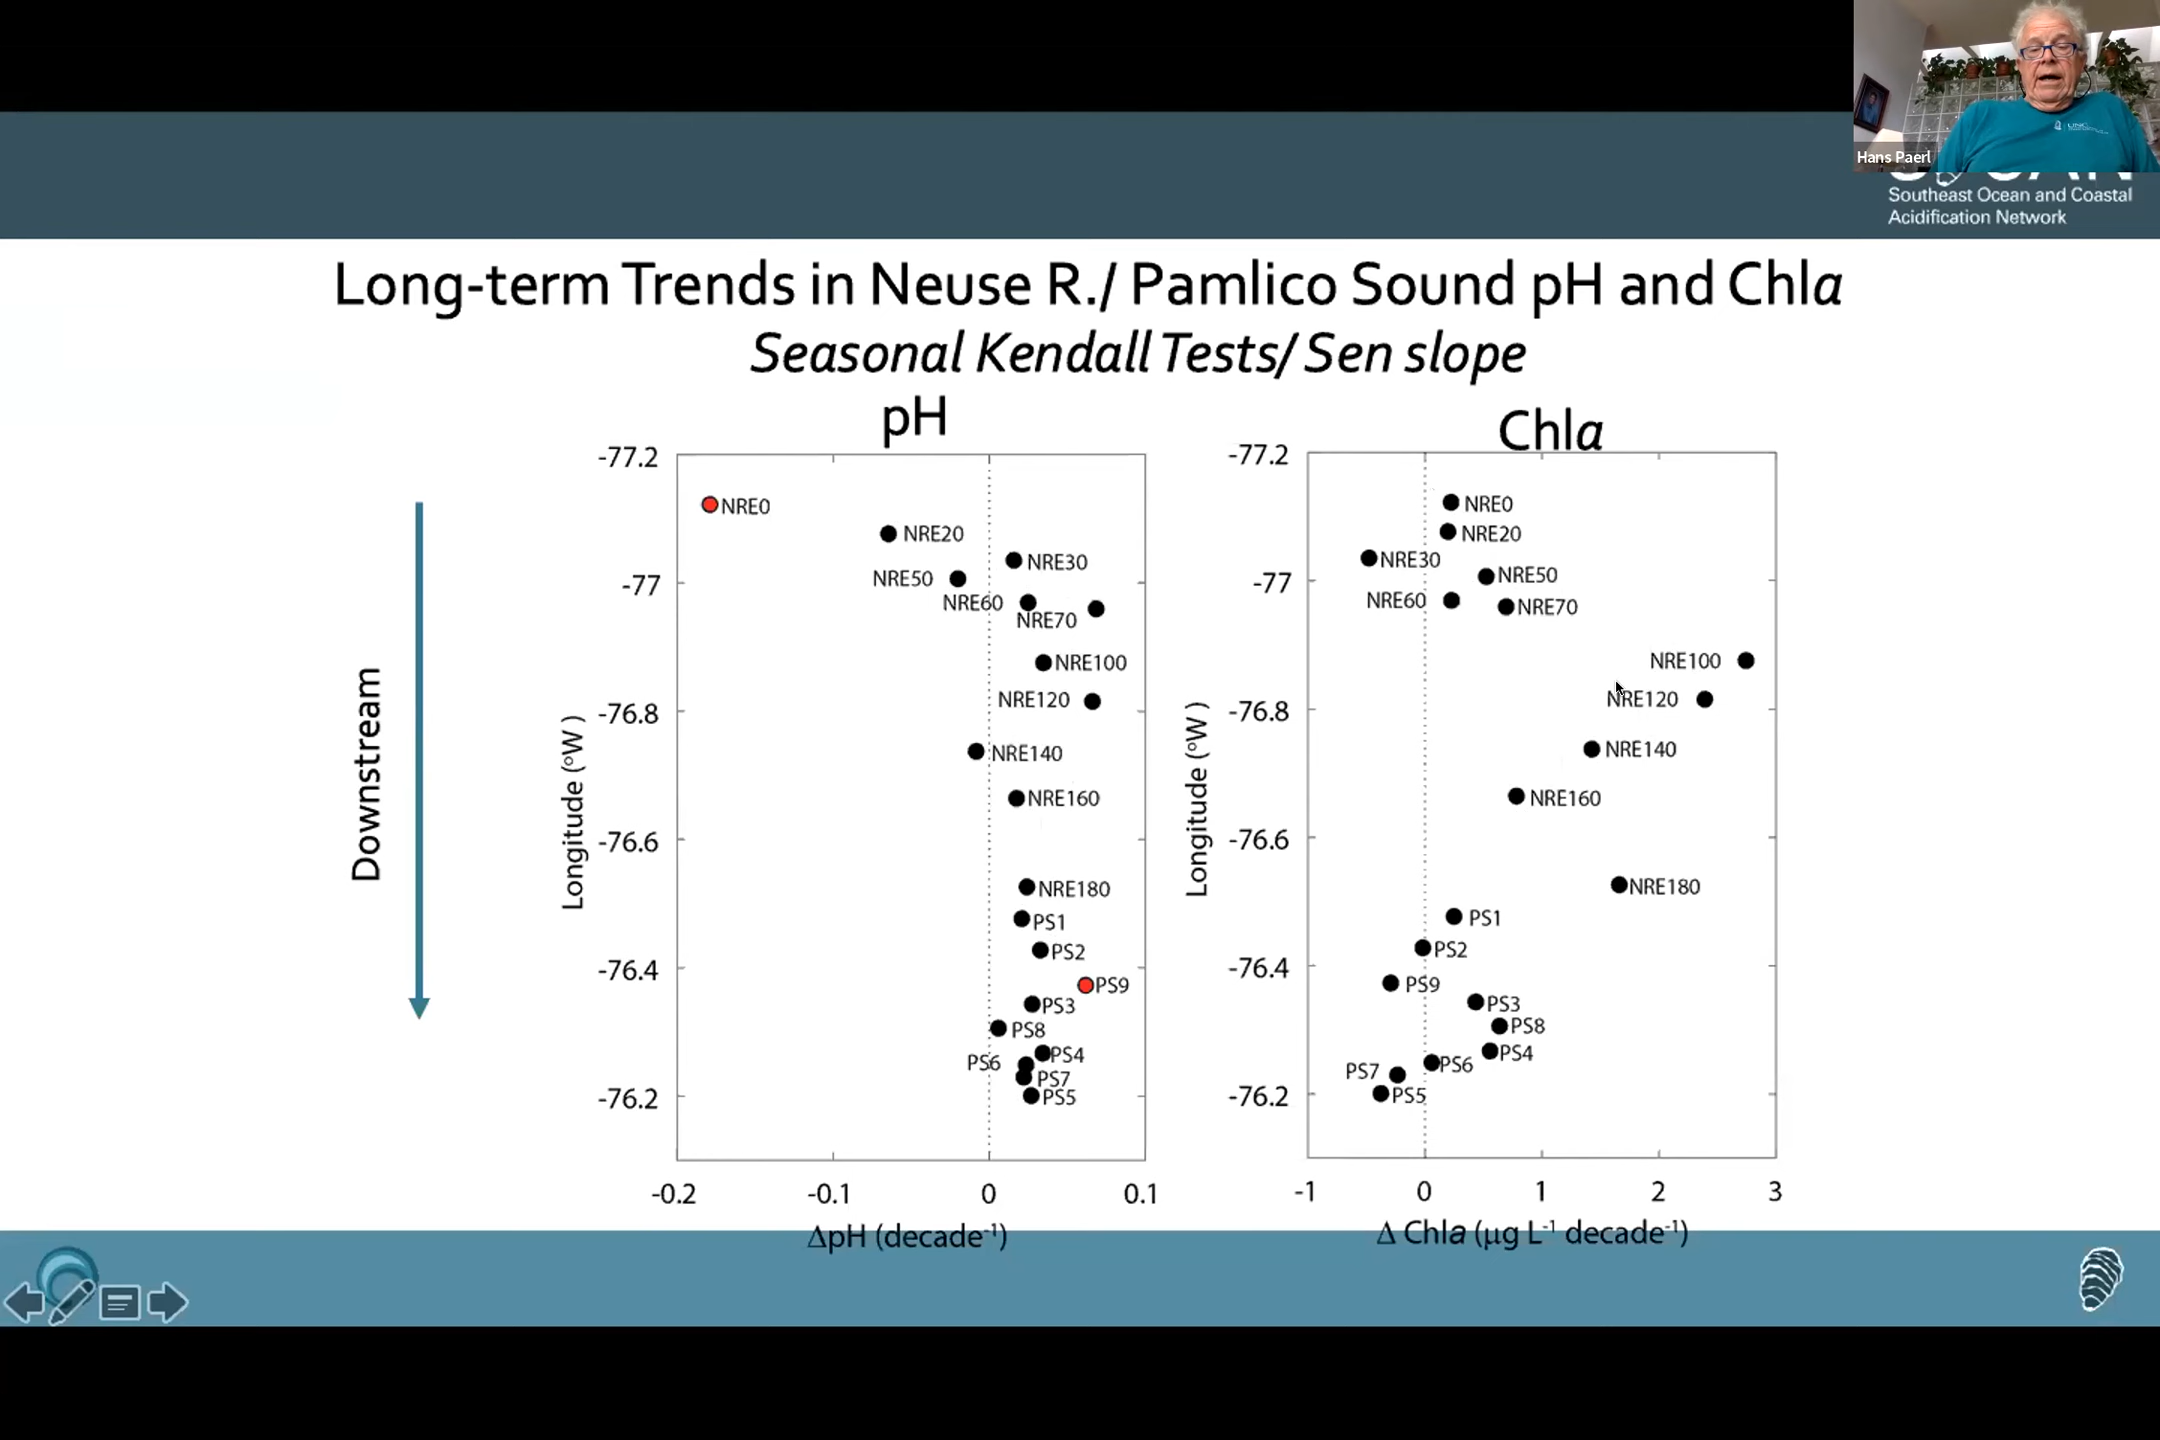 Hans Paerl
Southeast Ocean and Coastal
Acidification Network
Long-term Trends in Neuse R./ Pamlico Sound pH and Chla
Seasonal Kendall Tests/ Sen slope
pH
-77.2
-77
-76.8
-76.6
-76.4
-76.2
Longitude (°W)
Downstream
NRE0
NRE20
NRE30
NRE50
NRE60
NRE70
NRE100
NRE120
NRE140
NRE160
NRE180
PS1
PS2
PS9
PS3
PS8
PS4
PS6
PS7
PS5
-0.2 -0.1 0 0.1
ΔpH (decade⁻¹)
Chla
-77.2
-77
-76.8
-76.6
-76.4
-76.2
Longitude (°W)
NRE0
NRE20
NRE30
NRE50
NRE60
NRE70
NRE100
NRE120
NRE140
NRE160
NRE180
PS1
PS2
PS9
PS3
PS8
PS4
PS6
PS7
PS5
-1 0 1 2 3
Δ Chla (μg L⁻¹ decade⁻¹)